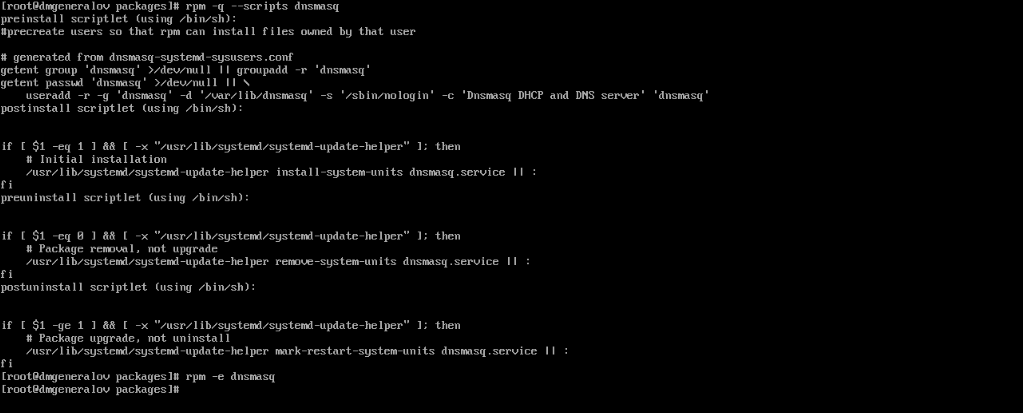 [root@dmgeneralov packages]# rpm -q --scripts dnsmasq
preinstall scriptlet (using /bin/sh):
#precreate users so that rpm can install files owned by that user
# generated from dnsmasq-systemd-sysusers.conf
getent group 'dnsmasq' >/dev/null || groupadd -r 'dnsmasq'
getent passwd 'dnsmasq' >/dev/null || \
    useradd -r -g 'dnsmasq' -d '/var/lib/dnsmasq' -s '/sbin/nologin' -c 'Dnsmasq DHCP and DNS server' 'dnsmasq'
postinstall scriptlet (using /bin/sh):
if [ $1 -eq 1 ] && [ -x "/usr/lib/systemd/systemd-update-helper" ]; then
    # Initial installation
    /usr/lib/systemd/systemd-update-helper install-system-units dnsmasq.service || :
fi
preuninstall scriptlet (using /bin/sh):
if [ $1 -eq 0 ] && [ -x "/usr/lib/systemd/systemd-update-helper" ]; then
    # Package removal, not upgrade
    /usr/lib/systemd/systemd-update-helper remove-system-units dnsmasq.service || :
fi
postuninstall scriptlet (using /bin/sh):
if [ $1 -ge 1 ] && [ -x "/usr/lib/systemd/systemd-update-helper" ]; then
    # Package upgrade, not uninstall
    /usr/lib/systemd/systemd-update-helper mark-restart-system-units dnsmasq.service || :
fi
[root@dmgeneralov packages]# rpm -e dnsmasq
[root@dmgeneralov packages]#